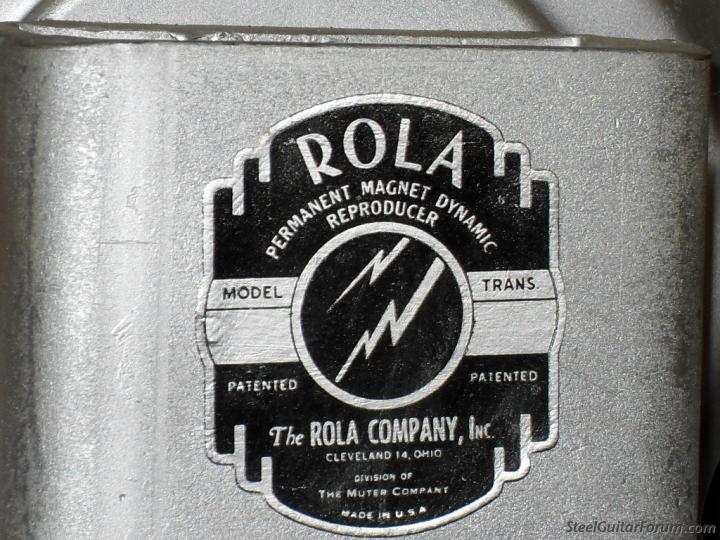 ROLA
PERMANENT MAGNET DYNAMIC
REPRODUCER
MODEL TRANS.
PATENTED PATENTED
The ROLA COMPANY, INC.
CLEVELAND 14, OHIO
DIVISION OF
THE MUTER COMPANY
MADE IN U.S.A
SteelGuitarForum.com